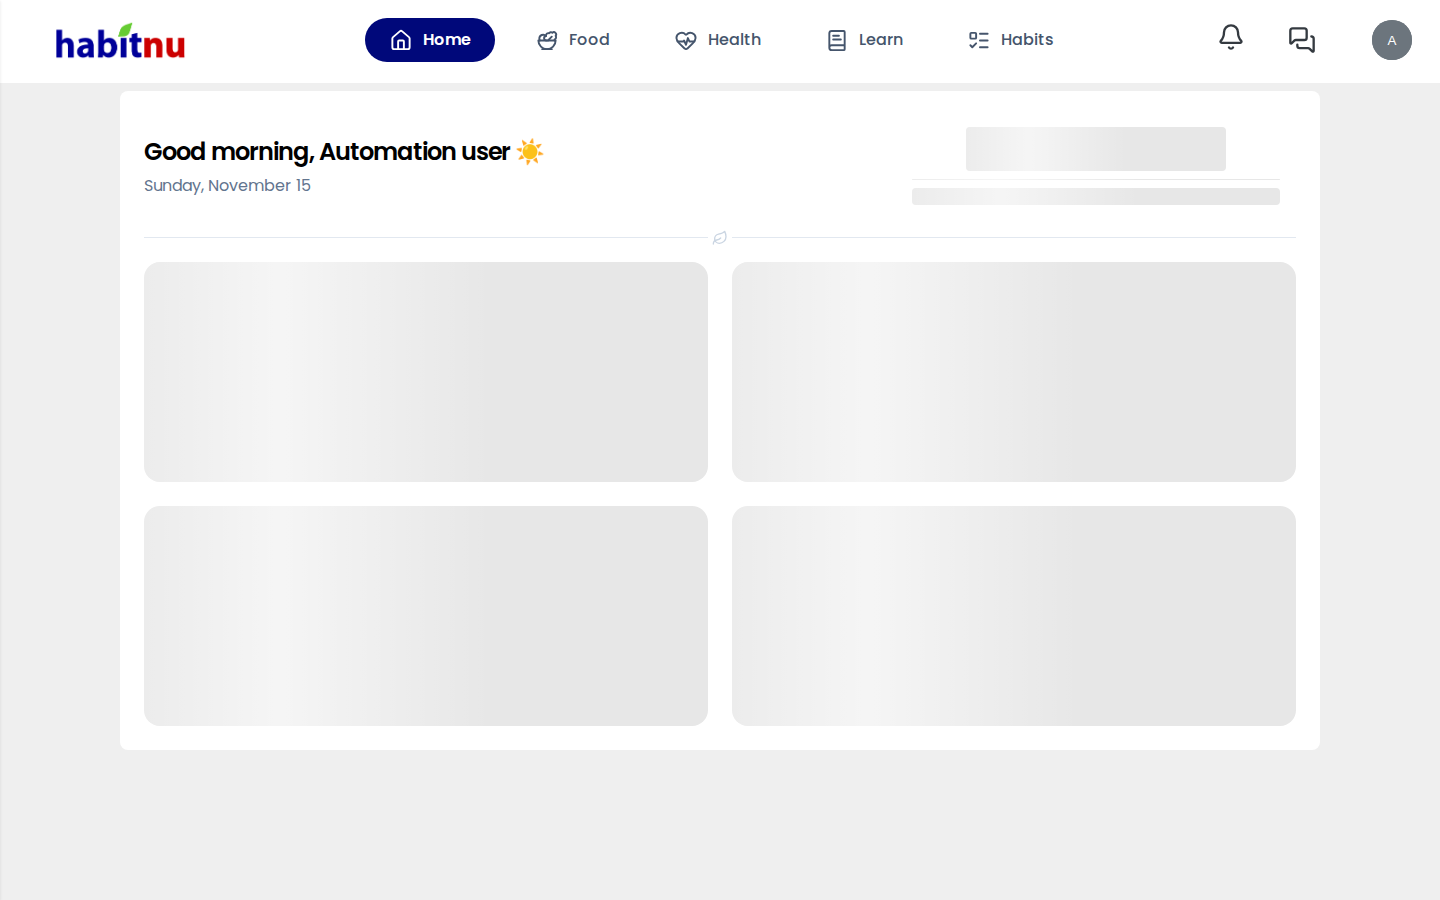 habitnu
Home
Food
Health
Learn
Habits
A
Good morning, Automation user ☀️
Sunday, November 15